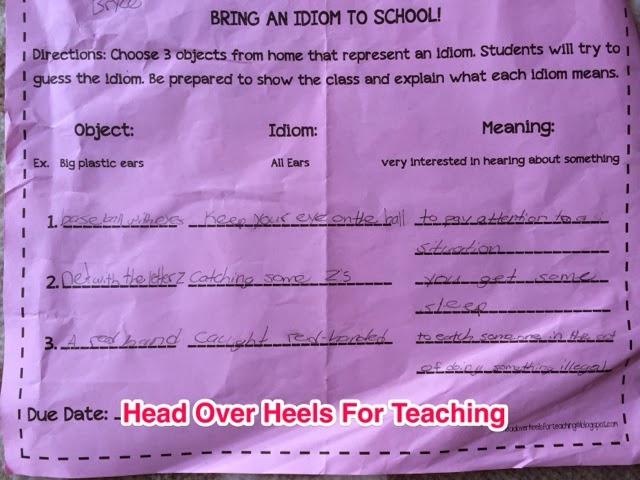 BRING AN IDIOM TO SCHOOL!
Directions: Choose 3 objects from home that represent an idiom. Students will try to
guess the idiom. Be prepared to show the class and explain what each idiom means.
Object: Idiom: Meaning:
Ex. Big plastic ears All Ears very interested in hearing about something
1. baseball with eyes keep your eye on the ball to pay attention to a
situation
2. net with the letter z catching some z's you get some
sleep
3. A red hand caught red-handed to catch someone in the act
of doing something illegal
Due Date:
Head Over Heels For Teaching